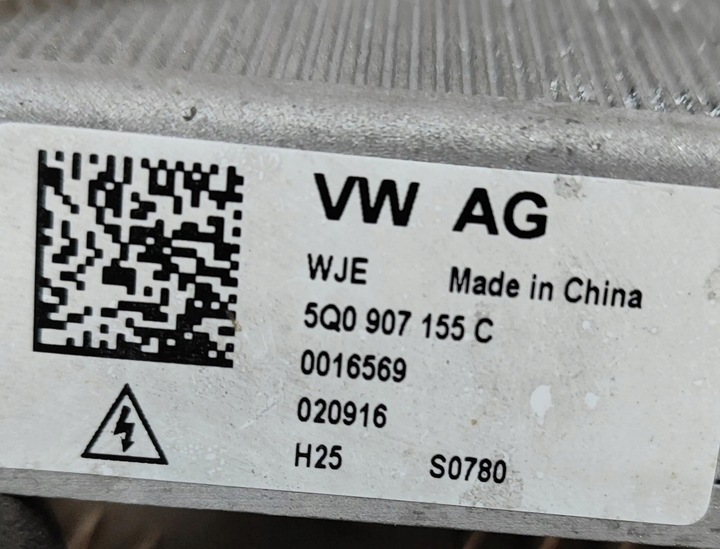 VW AG
WJE Made in China
5Q0 907 155 C
0016569
020916
H25 S0780